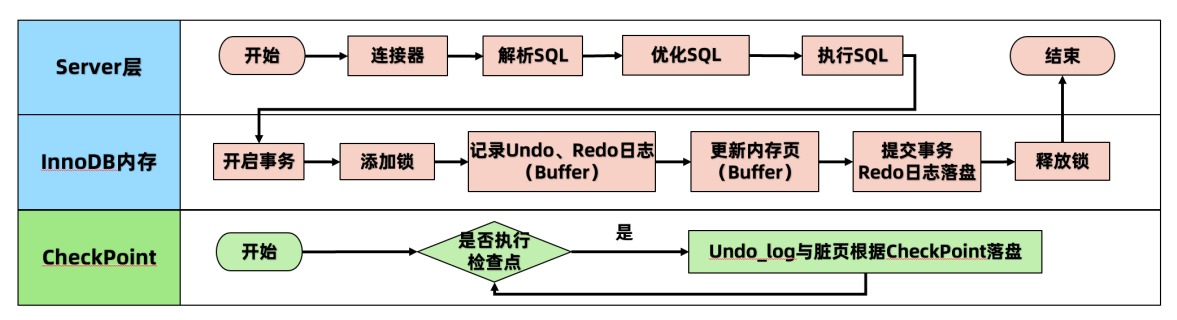 Server层
开始
连接器
解析SQL
优化SQL
执行SQL
结束
InnoDB内存
开启事务
添加锁
记录Undo、Redo日志
（Buffer）
更新内存页
（Buffer）
提交事务
Redo日志落盘
释放锁
CheckPoint
开始
是否执行
检查点
是
Undo_log与脏页根据CheckPoint落盘